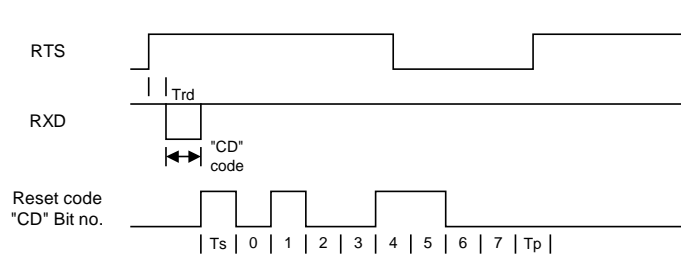 RTS
Trd
RXD
"CD"
code
Reset code
"CD" Bit no.
Ts 0 1 2 3 4 5 6 7 Tp